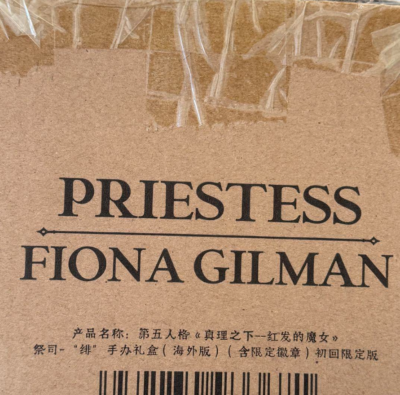 PRIESTESS
FIONA GILMAN
产品名称：第五人格《真理之下--红发的魔女》
祭司-“绯”手办礼盒（海外版）（含限定徽章）初回限定版